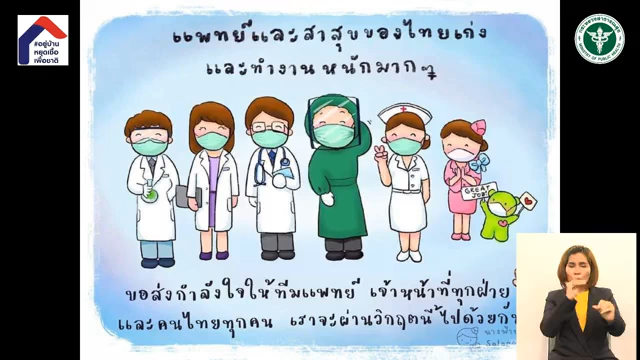 #อยู่บ้าน
หยุดเชื้อ
เพื่อชาติ
แพทย์และสาสุขของไทยเก่ง
และทำงานหนักมากๆ
GREAT
JOB
ขอส่งกำลังใจให้ทีมแพทย์ เจ้าหน้าที่ทุกฝ่าย
และคนไทยทุกคน เราจะผ่านวิกฤตนี้ไปด้วยกัน